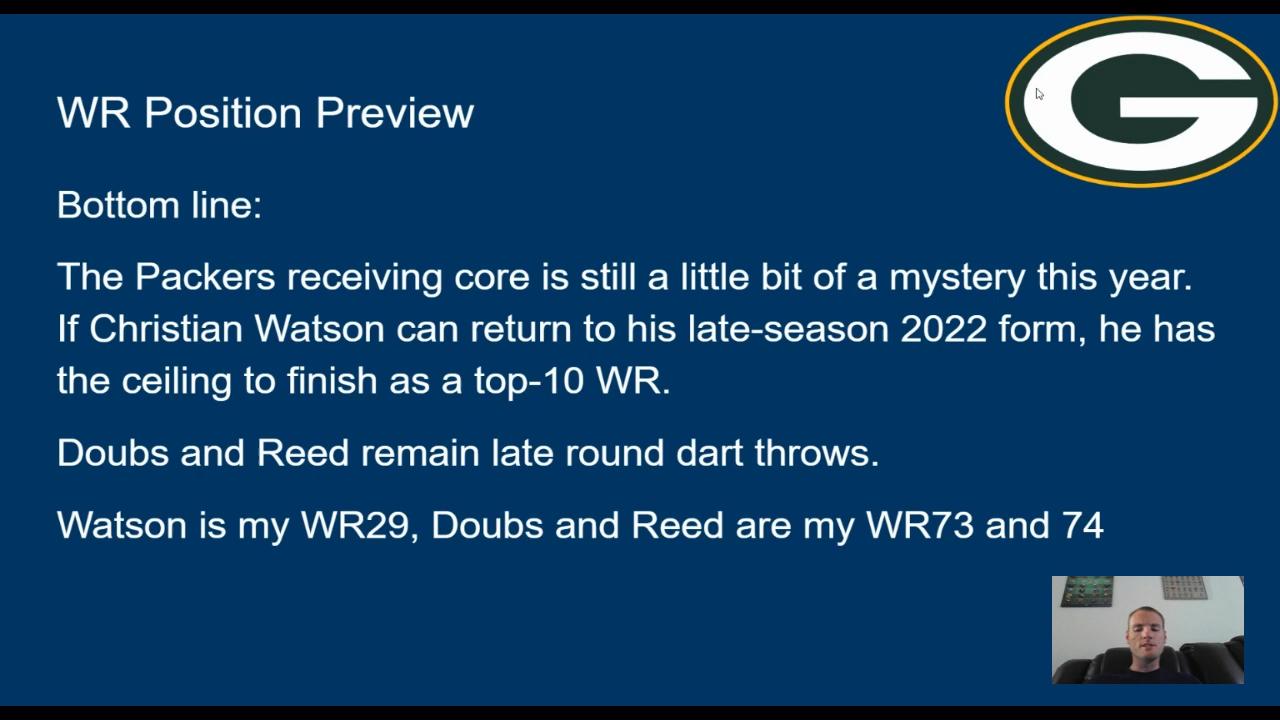 WR Position Preview
Bottom line:
The Packers receiving core is still a little bit of a mystery this year.
If Christian Watson can return to his late-season 2022 form, he has
the ceiling to finish as a top-10 WR.
Doubs and Reed remain late round dart throws.
Watson is my WR29, Doubs and Reed are my WR73 and 74
G